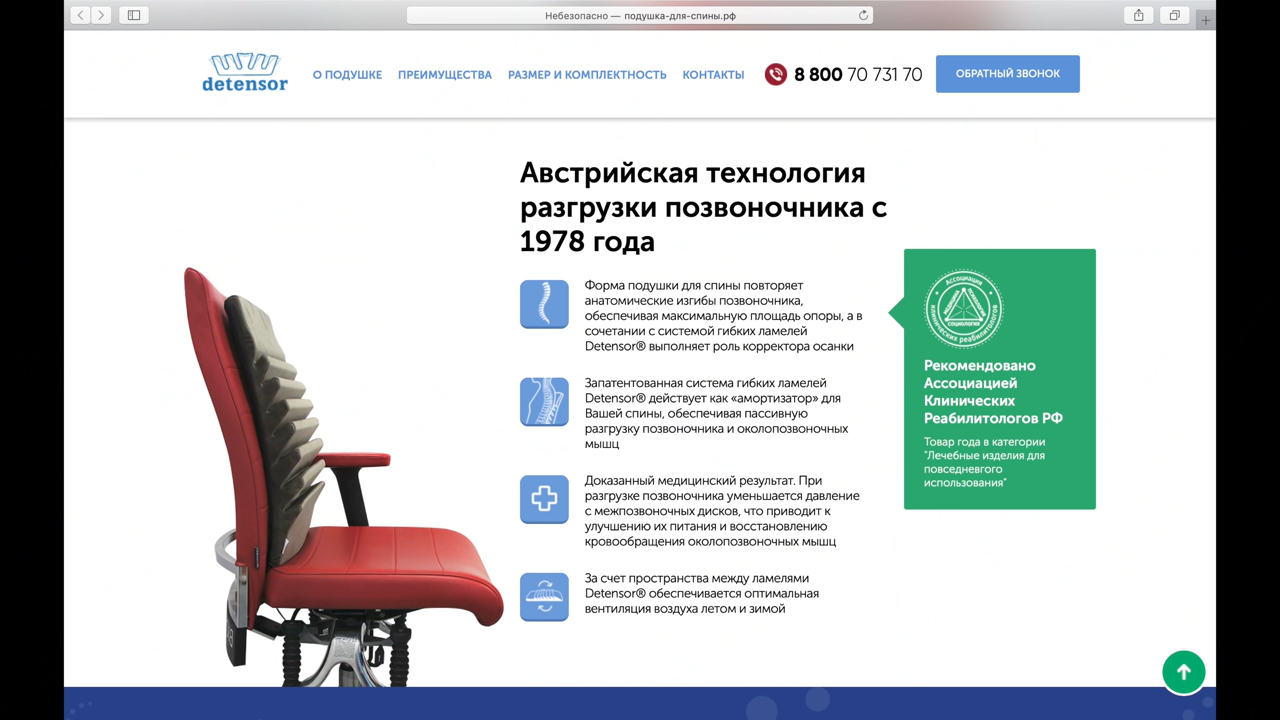 Небезопасно — подушка-для-спины.рф
detensor
О ПОДУШКЕ
ПРЕИМУЩЕСТВА
РАЗМЕР И КОМПЛЕКТНОСТЬ
КОНТАКТЫ
8 800 70 731 70
ОБРАТНЫЙ ЗВОНОК
Австрийская технология
разгрузки позвоночника с
1978 года
Форма подушки для спины повторяет
анатомические изгибы позвоночника,
обеспечивая максимальную площадь опоры, а в
сочетании с системой гибких ламелей
Detensor® выполняет роль корректора осанки
Запатентованная система гибких ламелей
Detensor® действует как «амортизатор» для
Вашей спины, обеспечивая пассивную
разгрузку позвоночника и околопозвоночных
мышц
Доказанный медицинский результат. При
разгрузке позвоночника уменьшается давление
с межпозвоночных дисков, что приводит к
улучшению их питания и восстановлению
кровообращения околопозвоночных мышц
За счет пространства между ламелями
Detensor® обеспечивается оптимальная
вентиляция воздуха летом и зимой
Ассоциация
клинических реабилитологов
социология
Рекомендовано
Ассоциацией
Клинических
Реабилитологов РФ
Товар года в категории
"Лечебные изделия для
повседневгого
использования"